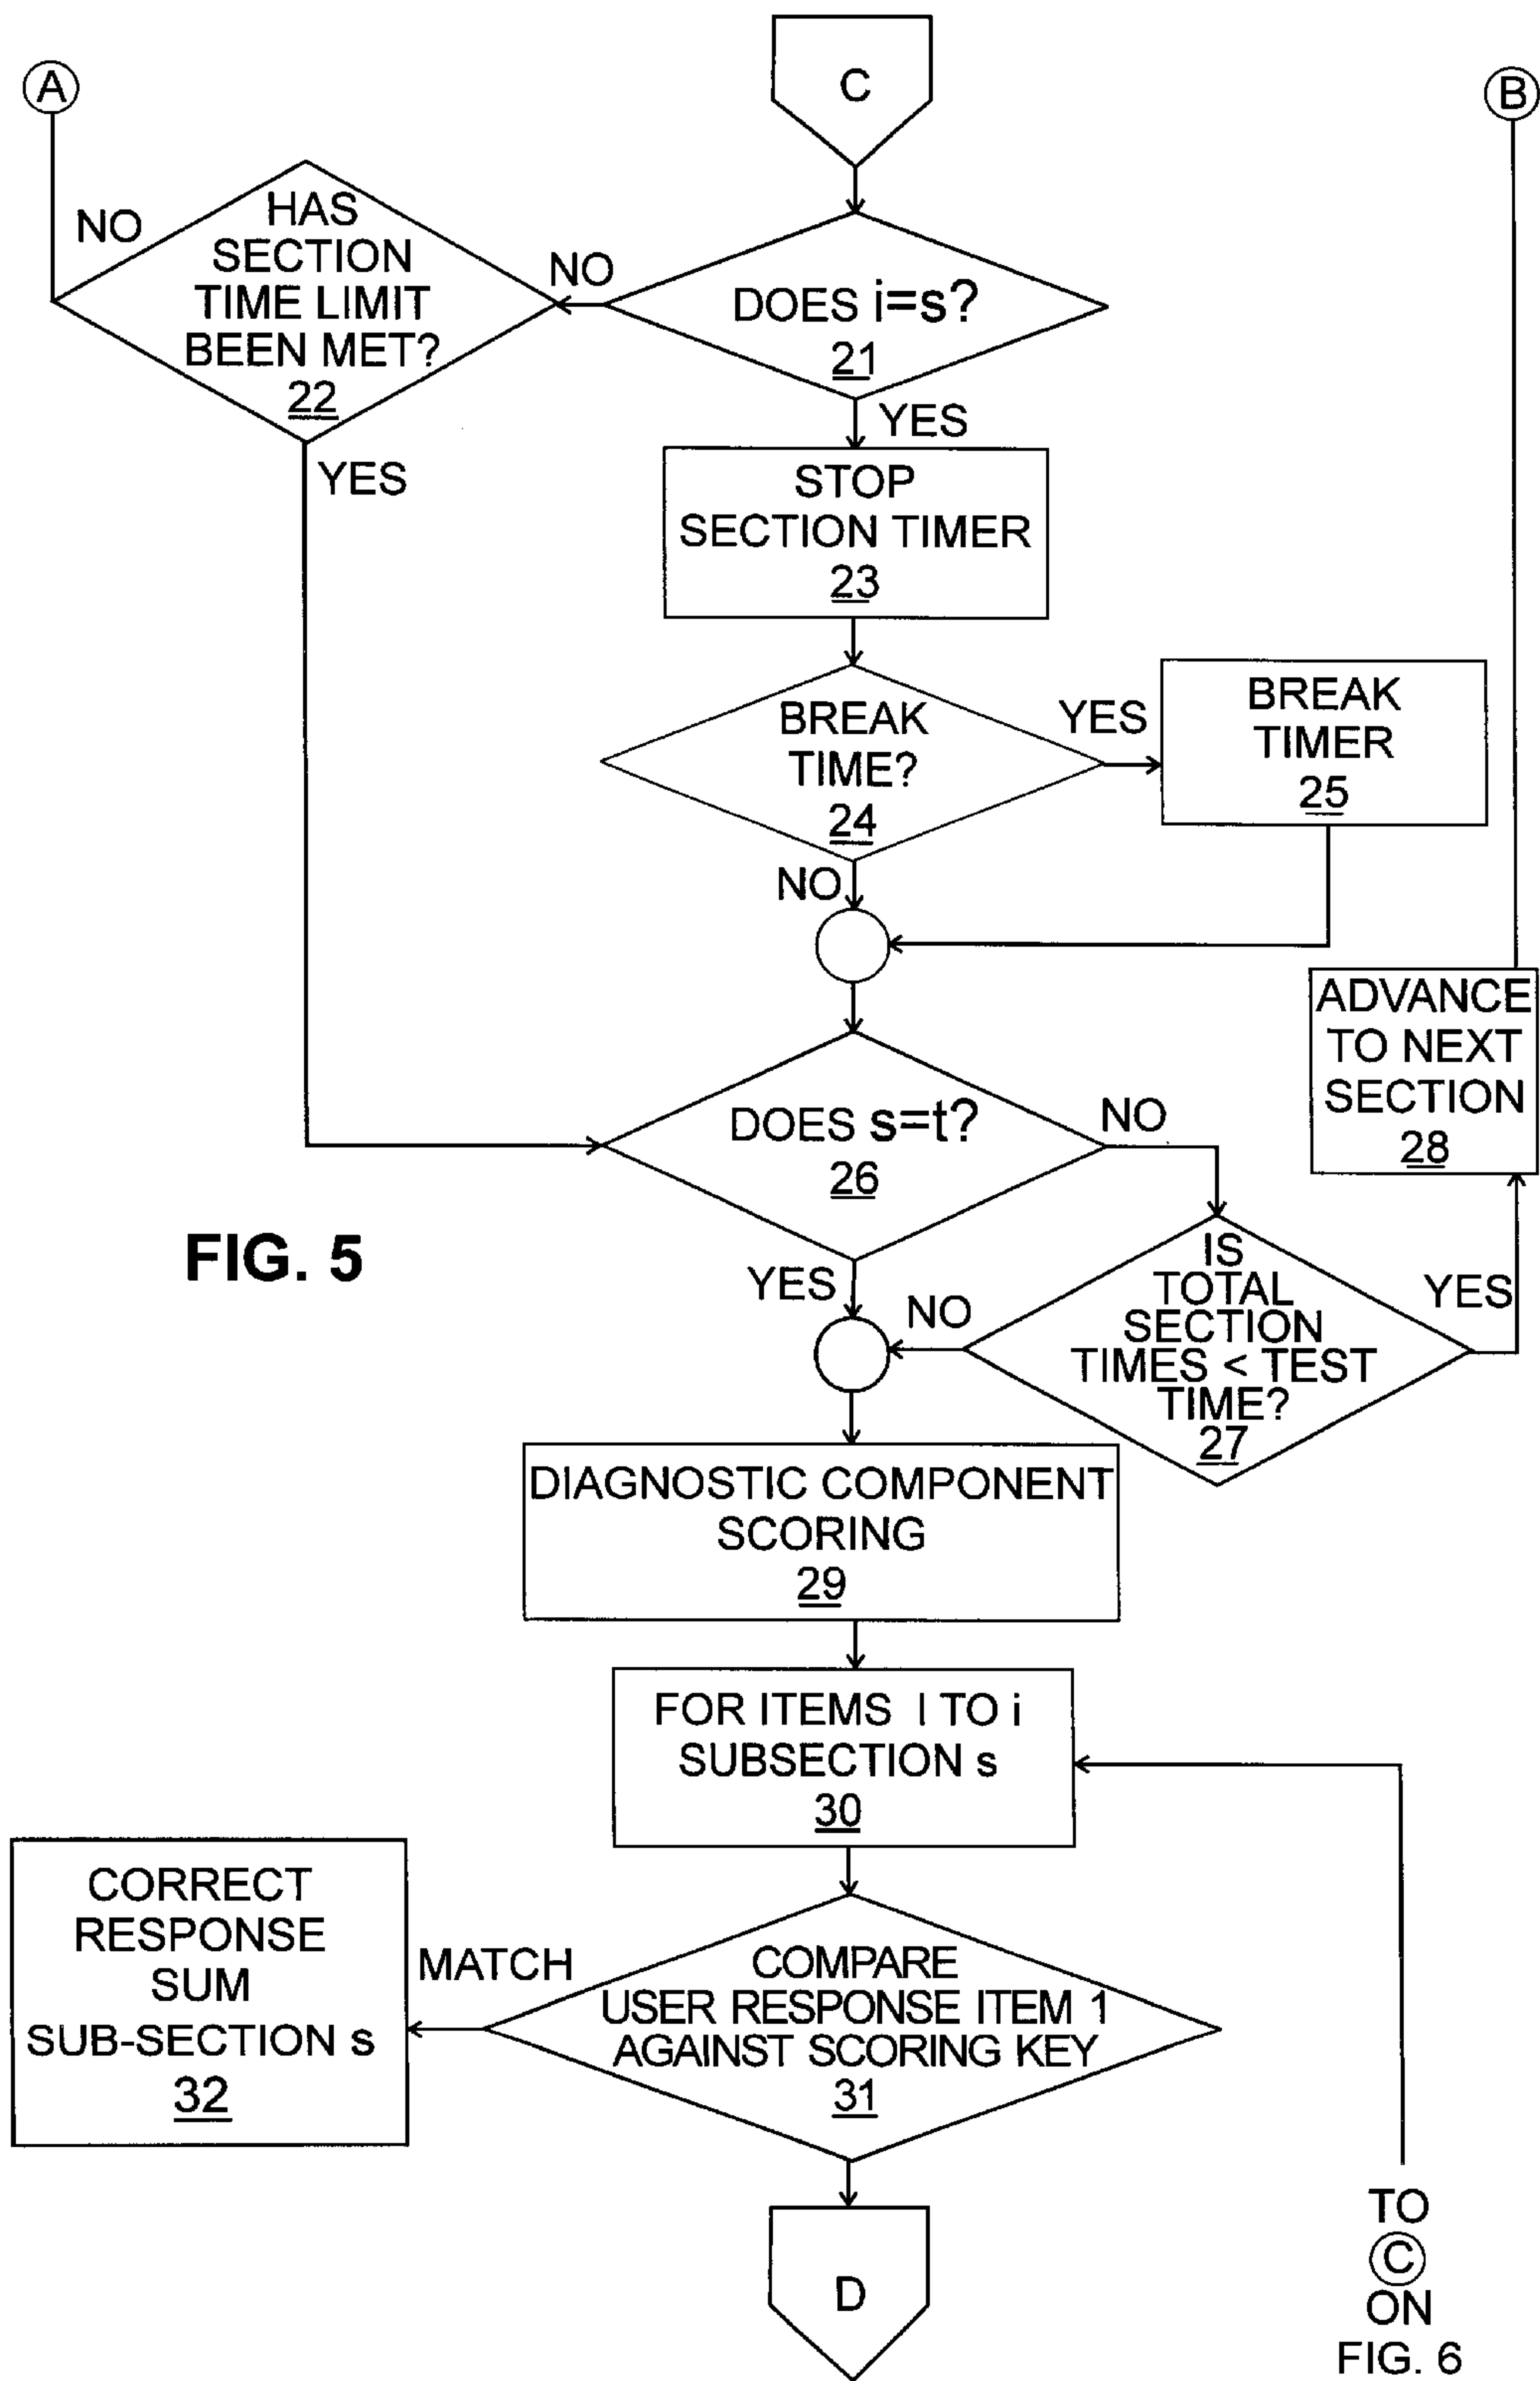 A
C
B
HAS
SECTION
TIME LIMIT
BEEN MET?
22
NO
NO
DOES i=s?
21
YES
YES
STOP
SECTION TIMER
23
BREAK
TIME?
24
YES
BREAK
TIMER
25
NO
ADVANCE
TO NEXT
SECTION
28
DOES s=t?
26
NO
FIG. 5
YES
NO
IS
TOTAL
SECTION
TIMES < TEST
TIME?
27
YES
DIAGNOSTIC COMPONENT
SCORING
29
FOR ITEMS I TO i
SUBSECTION s
30
CORRECT
RESPONSE
SUM
SUB-SECTION s
32
MATCH
COMPARE
USER RESPONSE ITEM 1
AGAINST SCORING KEY
31
D
TO
C
ON
FIG. 6